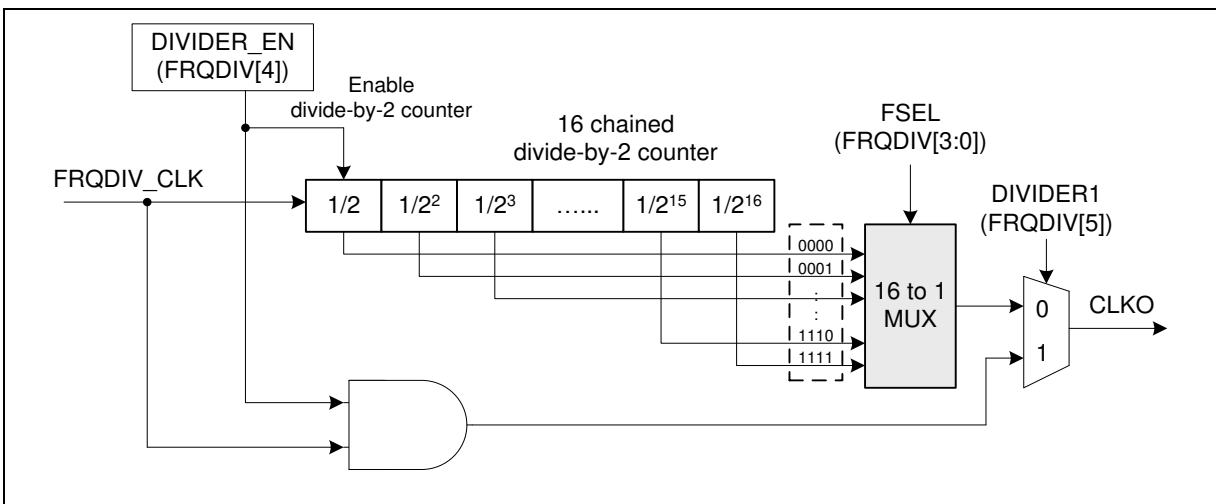 DIVIDER_EN
(FRQDIV[4])
Enable
divide-by-2 counter
16 chained
divide-by-2 counter
FSEL
(FRQDIV[3:0])
FRQDIV_CLK
DIVIDER1
(FRQDIV[5])
1/2
1/2²
1/2³
…...
1/2¹⁵
1/2¹⁶
0000
0001
:
:
1110
1111
16 to 1
MUX
0
1
CLKO